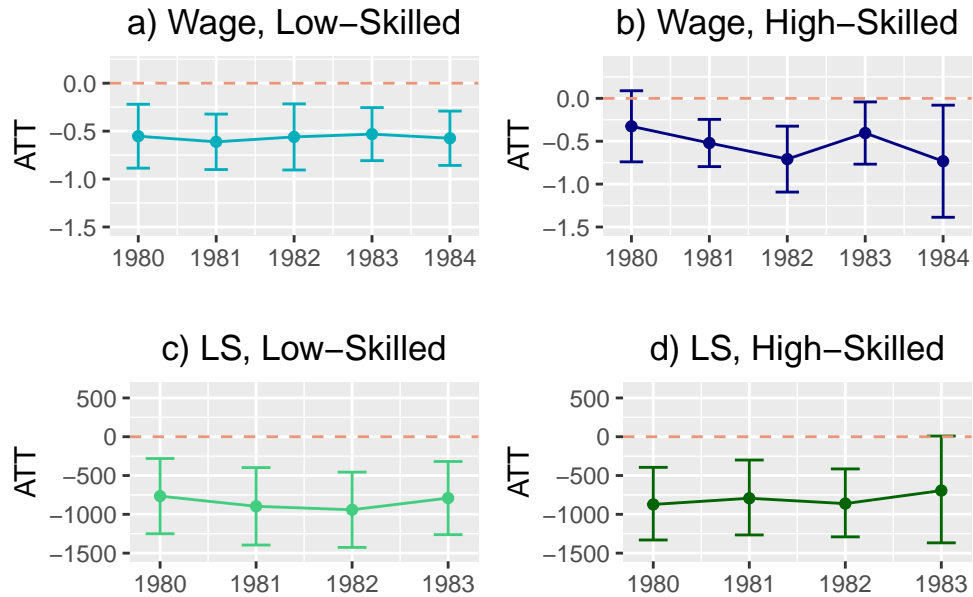 a) Wage, Low−Skilled
ATT
0.0
−0.5
−1.0
−1.5
1980 1981 1982 1983 1984
b) Wage, High−Skilled
ATT
0.0
−0.5
−1.0
−1.5
1980 1981 1982 1983 1984
c) LS, Low−Skilled
ATT
500
0
−500
−1000
−1500
1980 1981 1982 1983
d) LS, High−Skilled
ATT
500
0
−500
−1000
−1500
1980 1981 1982 1983